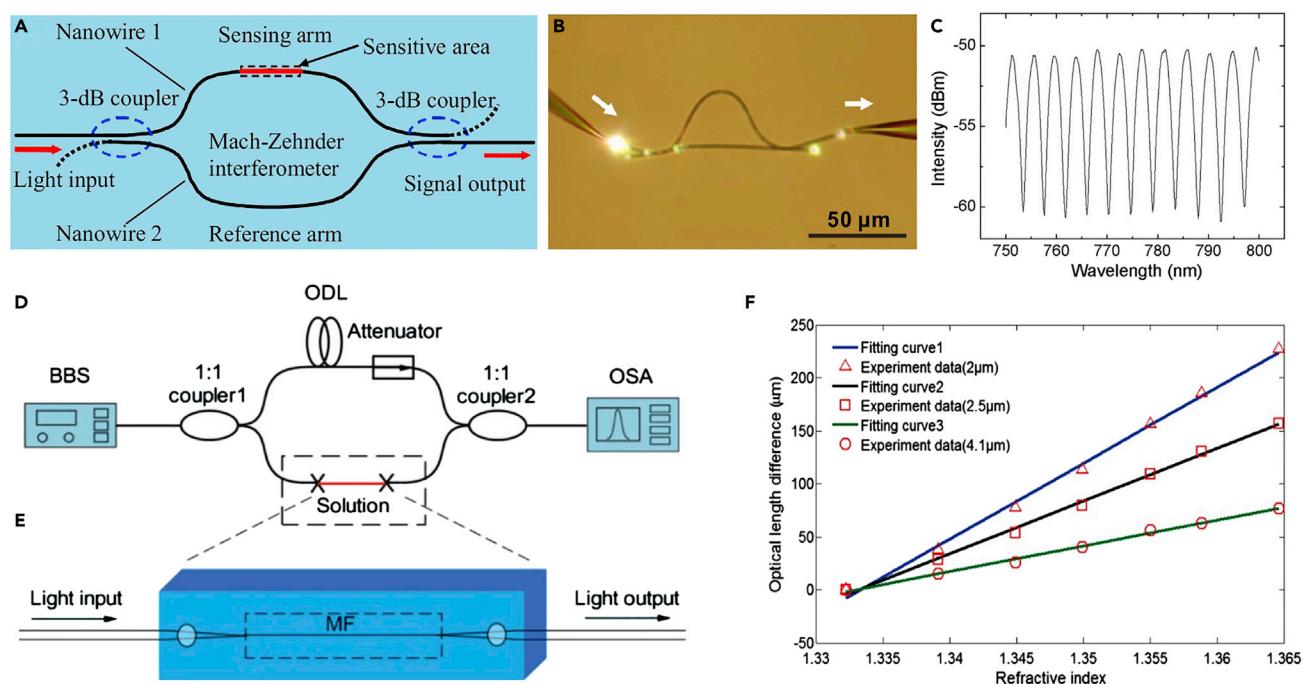 A
Nanowire 1
Sensing arm
Sensitive area
3-dB coupler
3-dB coupler
Mach-Zehnder
interferometer
Light input
Signal output
Nanowire 2
Reference arm
B
50 μm
C
Intensity (dBm)
-50
-55
-60
750 760 770 780 790 800
Wavelength (nm)
D
ODL
Attenuator
BBS
1:1
coupler1
1:1
coupler2
OSA
Solution
E
Light input
MF
Light output
F
Optical length difference (μm)
250
200
150
100
50
0
-50
Fitting curve1
Experiment data(2μm)
Fitting curve2
Experiment data(2.5μm)
Fitting curve3
Experiment data(4.1μm)
1.33 1.335 1.34 1.345 1.35 1.355 1.36 1.365
Refractive index